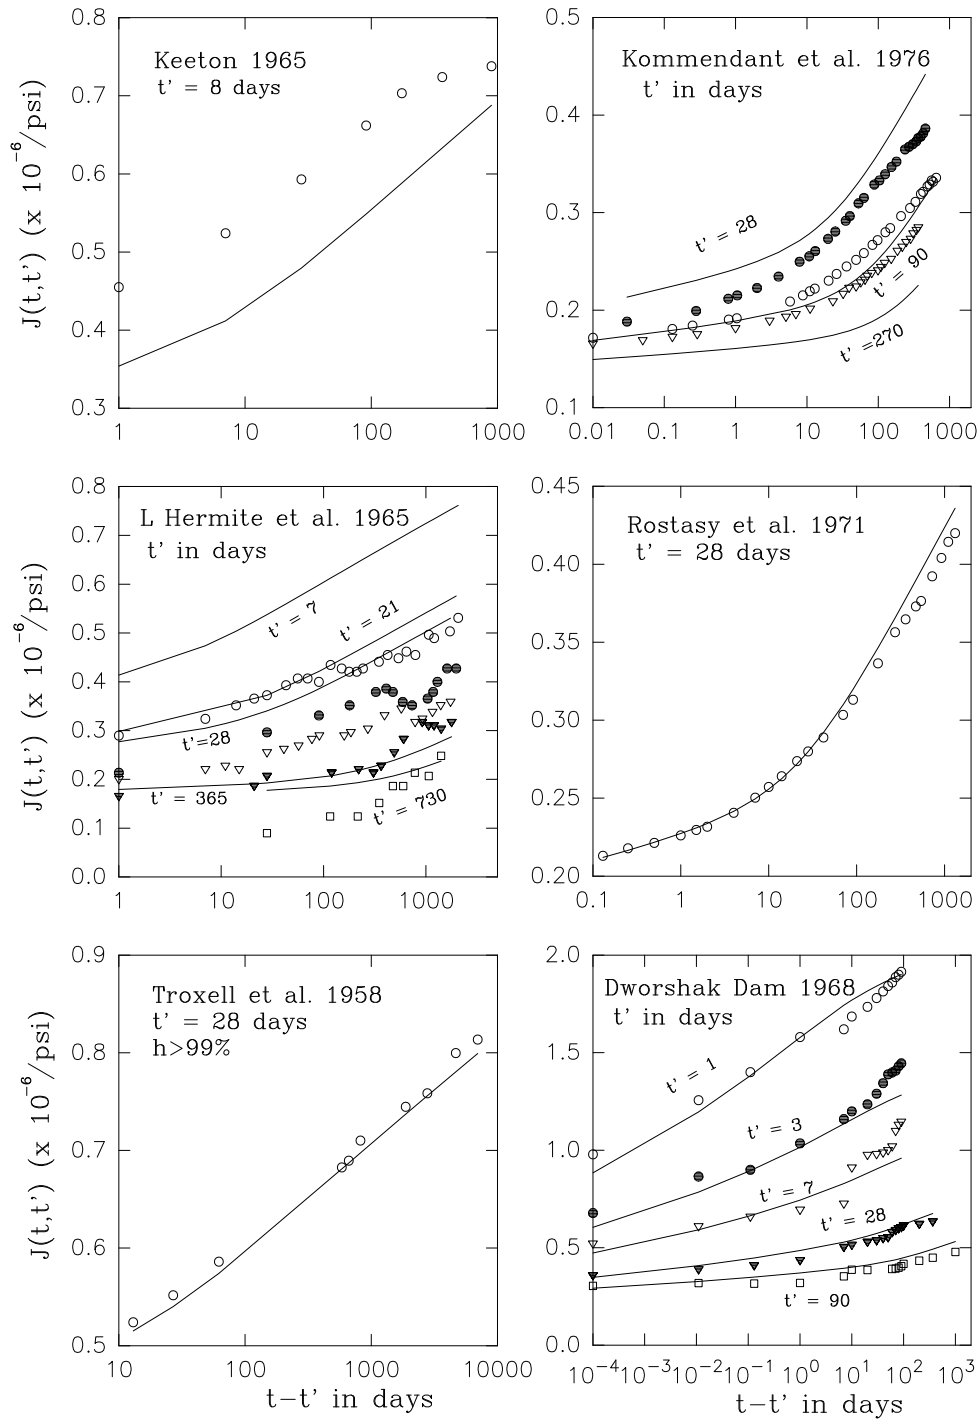 J(t,t') (x 10⁻⁶/psi)
0.8
0.7
0.6
0.5
0.4
0.3
Keeton 1965
t' = 8 days
1 10 100 1000
0.5
0.4
0.3
0.2
0.1
Kommendant et al. 1976
t' in days
t' = 28
t' = 90
t' =270
0.01 0.1 1 10 100 1000
J(t,t') (x 10⁻⁶/psi)
0.8
0.7
0.6
0.5
0.4
0.3
0.2
0.1
0.0
L Hermite et al. 1965
t' in days
t' = 7
t' = 21
t'=28
t' = 365
t' = 730
1 10 100 1000
0.45
0.40
0.35
0.30
0.25
0.20
Rostasy et al. 1971
t' = 28 days
0.1 1 10 100 1000
J(t,t') (x 10⁻⁶/psi)
0.9
0.8
0.7
0.6
0.5
Troxell et al. 1958
t' = 28 days
h>99%
10 100 1000 10000
t−t' in days
2.0
1.5
1.0
0.5
0.0
Dworshak Dam 1968
t' in days
t' = 1
t' = 3
t' = 7
t' = 28
t' = 90
10⁻⁴ 10⁻³ 10⁻² 10⁻¹ 10⁰ 10¹ 10² 10³
t−t' in days